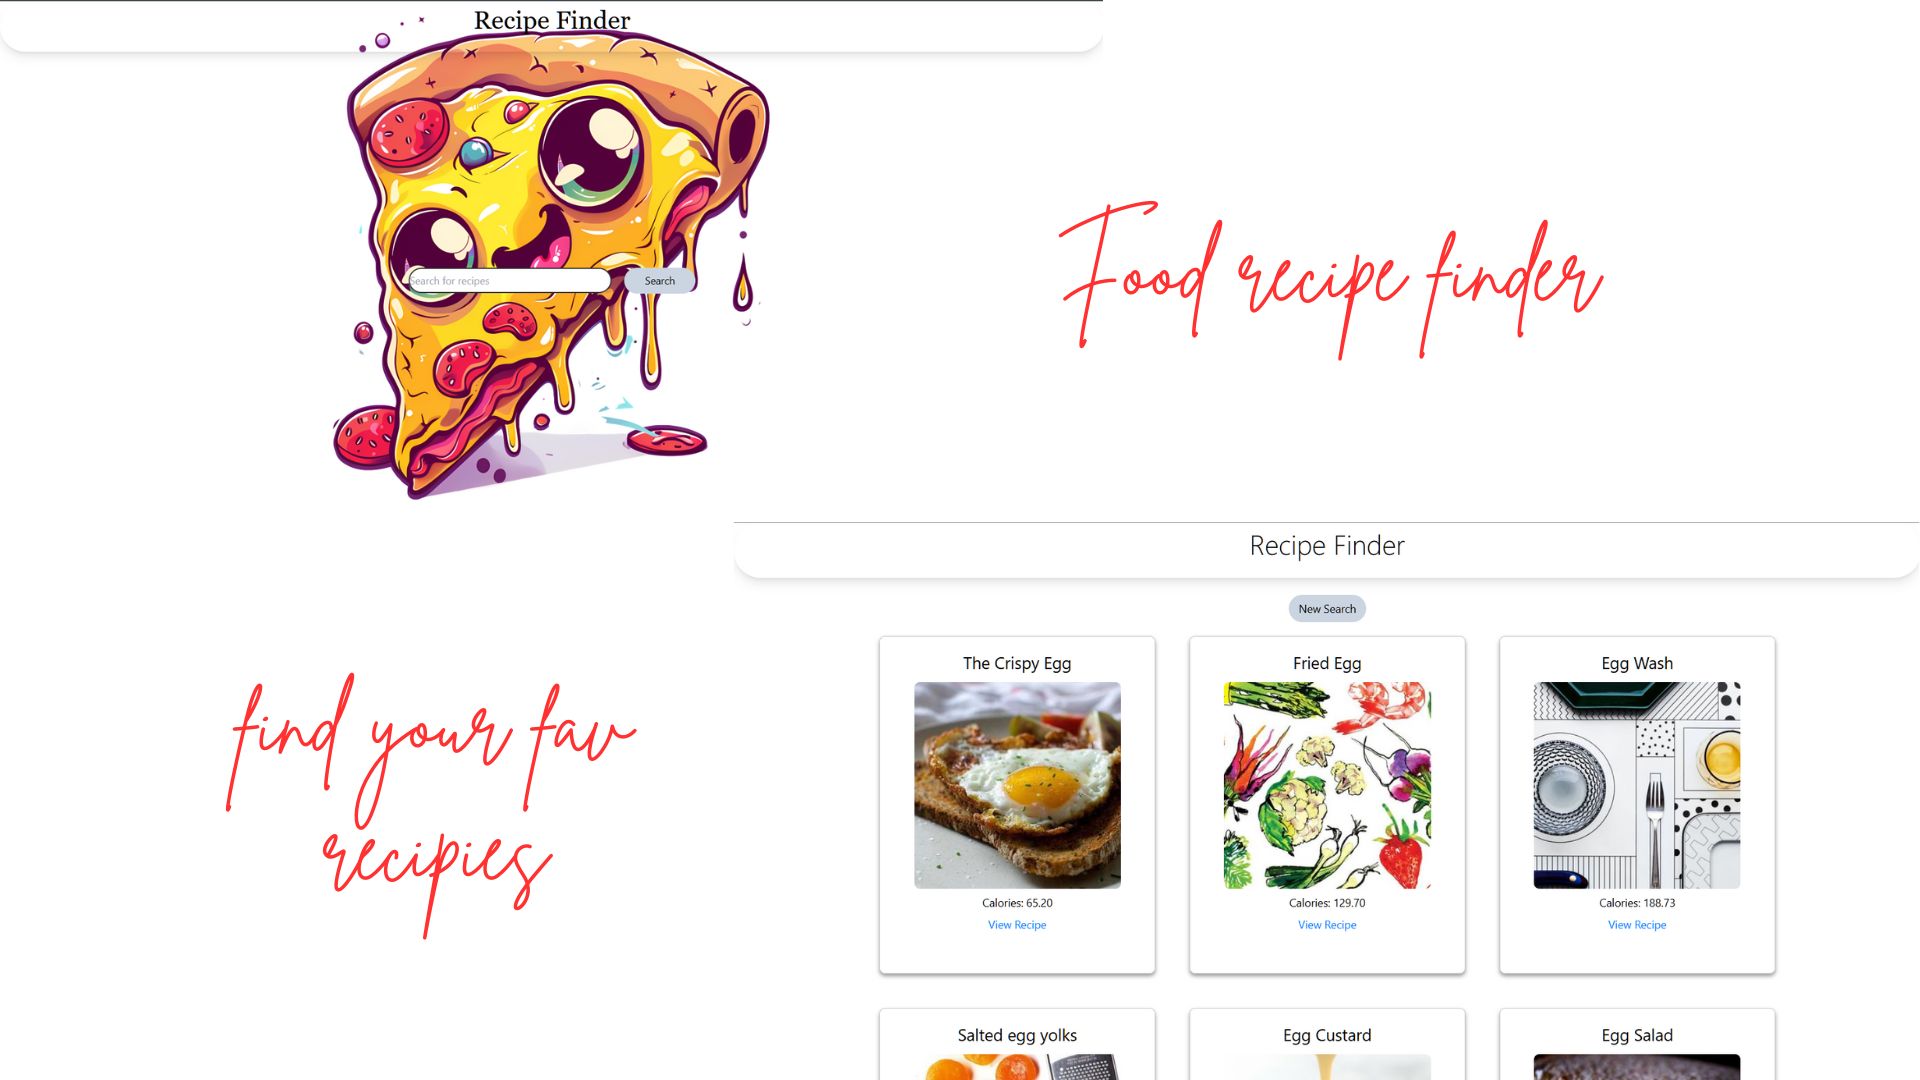 Recipe Finder
Search for recipes
Search
Food recipe finder
find your fav
recipies
Recipe Finder
New Search
The Crispy Egg
Calories: 65.20
View Recipe
Fried Egg
Calories: 129.70
View Recipe
Egg Wash
Calories: 188.73
View Recipe
Salted egg yolks
Egg Custard
Egg Salad